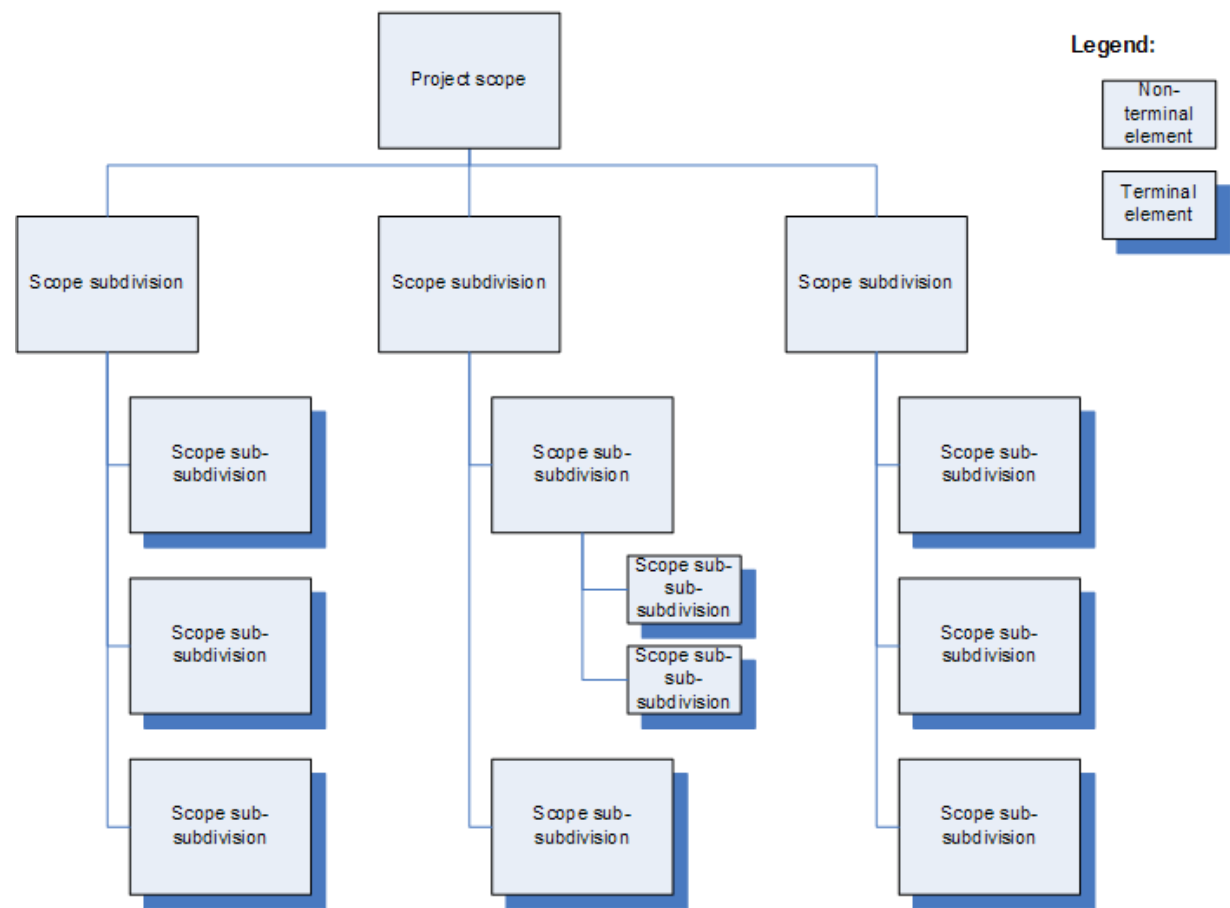 Project scope
Legend:
Non-
terminal
element
Terminal
element
Scope subdivision
Scope subdivision
Scope subdivision
Scope sub-
subdivision
Scope sub-
subdivision
Scope sub-
subdivision
Scope sub-
subdivision
Scope sub-
sub-
subdivision
Scope sub-
sub-
subdivision
Scope sub-
subdivision
Scope sub-
subdivision
Scope sub-
subdivision
Scope sub-
subdivision